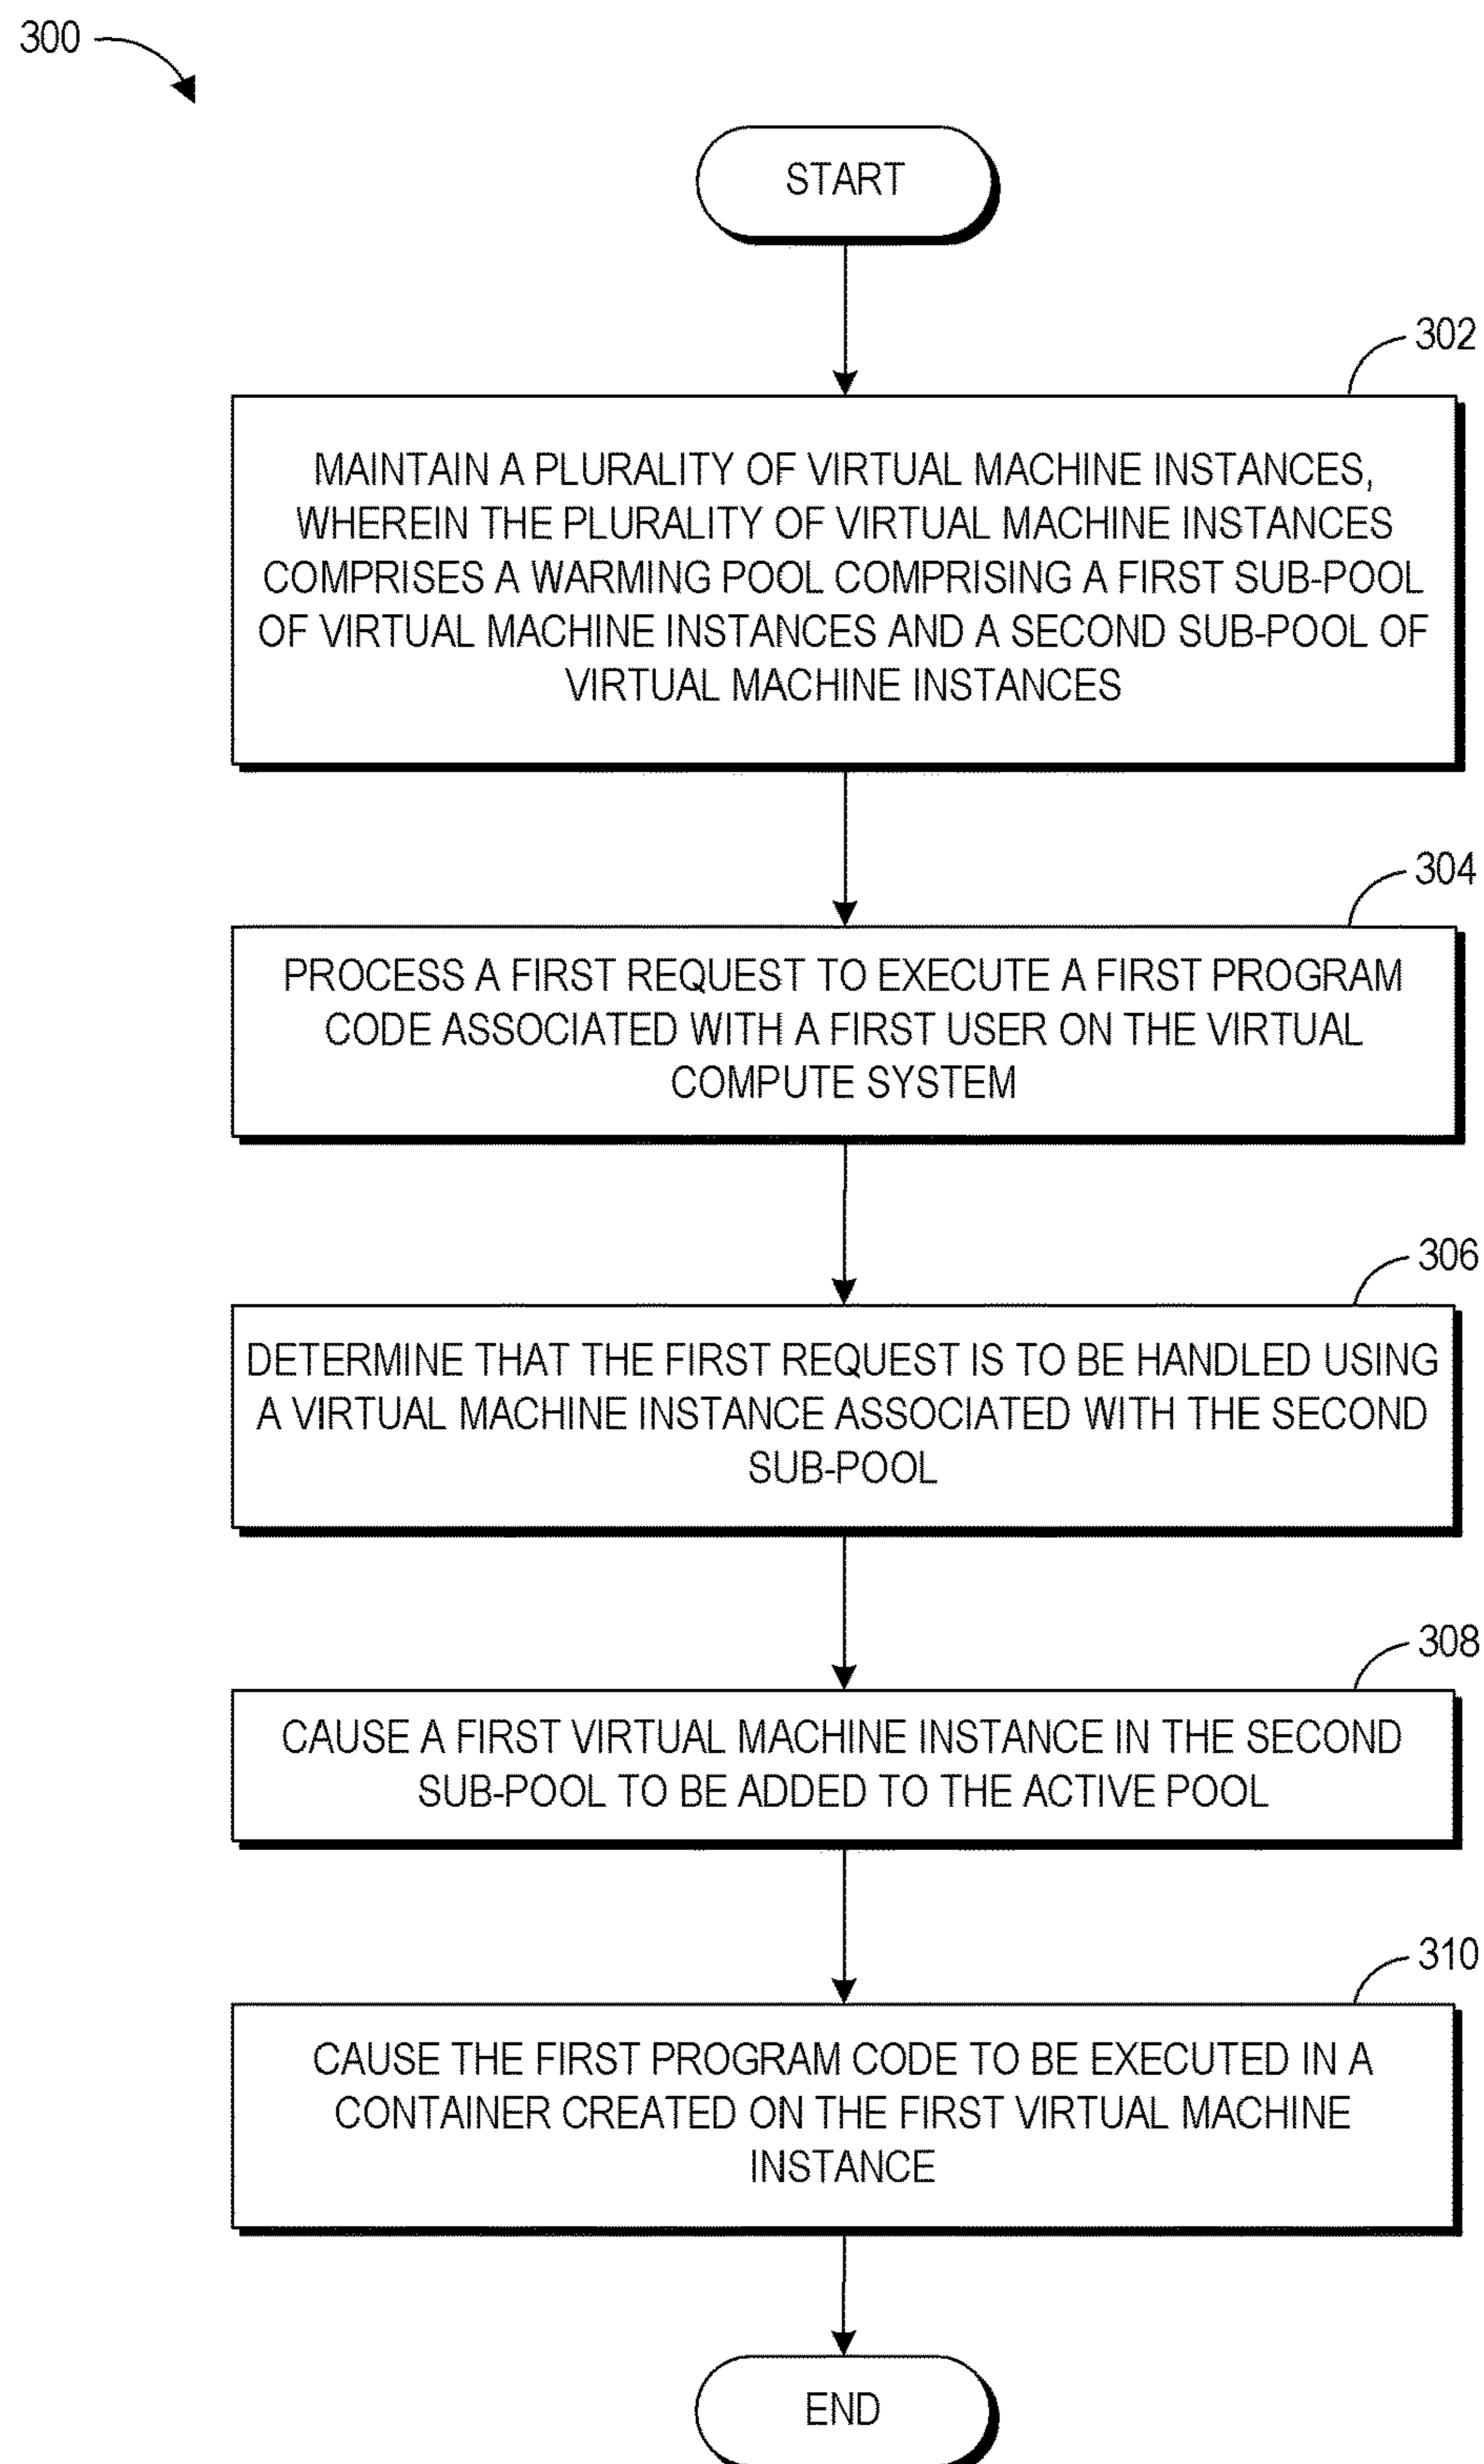 300
START
302
MAINTAIN A PLURALITY OF VIRTUAL MACHINE INSTANCES,
WHEREIN THE PLURALITY OF VIRTUAL MACHINE INSTANCES
COMPRISES A WARMING POOL COMPRISING A FIRST SUB-POOL
OF VIRTUAL MACHINE INSTANCES AND A SECOND SUB-POOL OF
VIRTUAL MACHINE INSTANCES
304
PROCESS A FIRST REQUEST TO EXECUTE A FIRST PROGRAM
CODE ASSOCIATED WITH A FIRST USER ON THE VIRTUAL
COMPUTE SYSTEM
306
DETERMINE THAT THE FIRST REQUEST IS TO BE HANDLED USING
A VIRTUAL MACHINE INSTANCE ASSOCIATED WITH THE SECOND
SUB-POOL
308
CAUSE A FIRST VIRTUAL MACHINE INSTANCE IN THE SECOND
SUB-POOL TO BE ADDED TO THE ACTIVE POOL
310
CAUSE THE FIRST PROGRAM CODE TO BE EXECUTED IN A
CONTAINER CREATED ON THE FIRST VIRTUAL MACHINE
INSTANCE
END